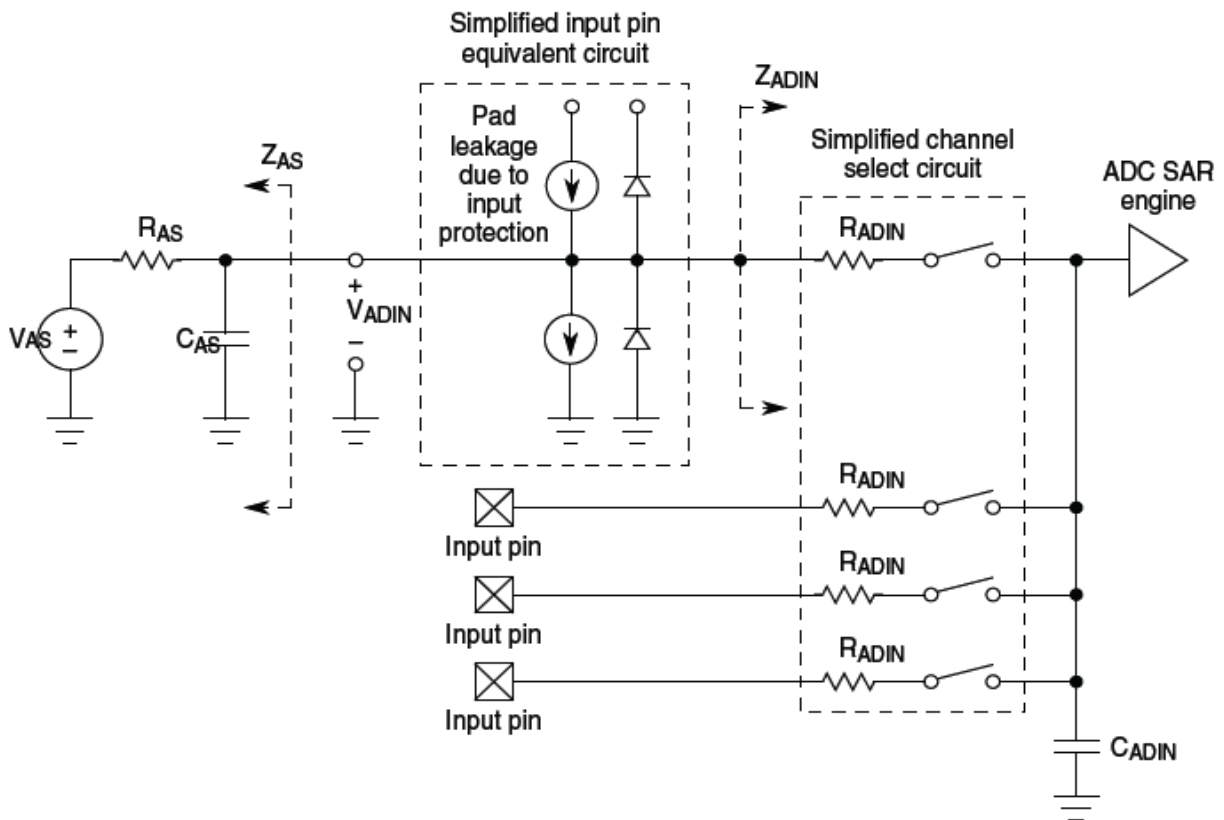 Simplified input pin
equivalent circuit
Pad
leakage
due to
input
protection
ZADIN
Simplified channel
select circuit
ADC SAR
engine
ZAS
RAS
RADIN
VAS
+
–
CAS
+
VADIN
–
RADIN
Input pin
RADIN
Input pin
RADIN
Input pin
CADIN